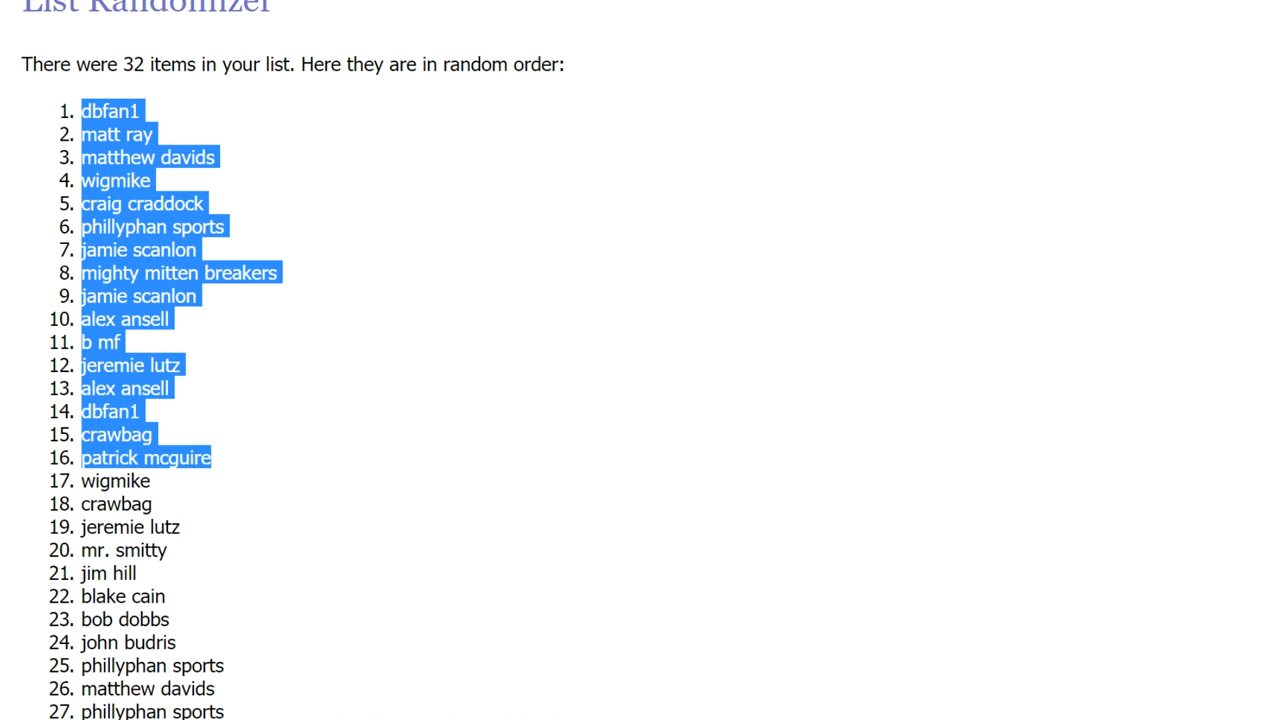 List Randomizer
There were 32 items in your list. Here they are in random order:
1. dbfan1
2. matt ray
3. matthew davids
4. wigmike
5. craig craddock
6. phillyphan sports
7. jamie scanlon
8. mighty mitten breakers
9. jamie scanlon
10. alex ansell
11. b mf
12. jeremie lutz
13. alex ansell
14. dbfan1
15. crawbag
16. patrick mcguire
17. wigmike
18. crawbag
19. jeremie lutz
20. mr. smitty
21. jim hill
22. blake cain
23. bob dobbs
24. john budris
25. phillyphan sports
26. matthew davids
27. phillyphan sports